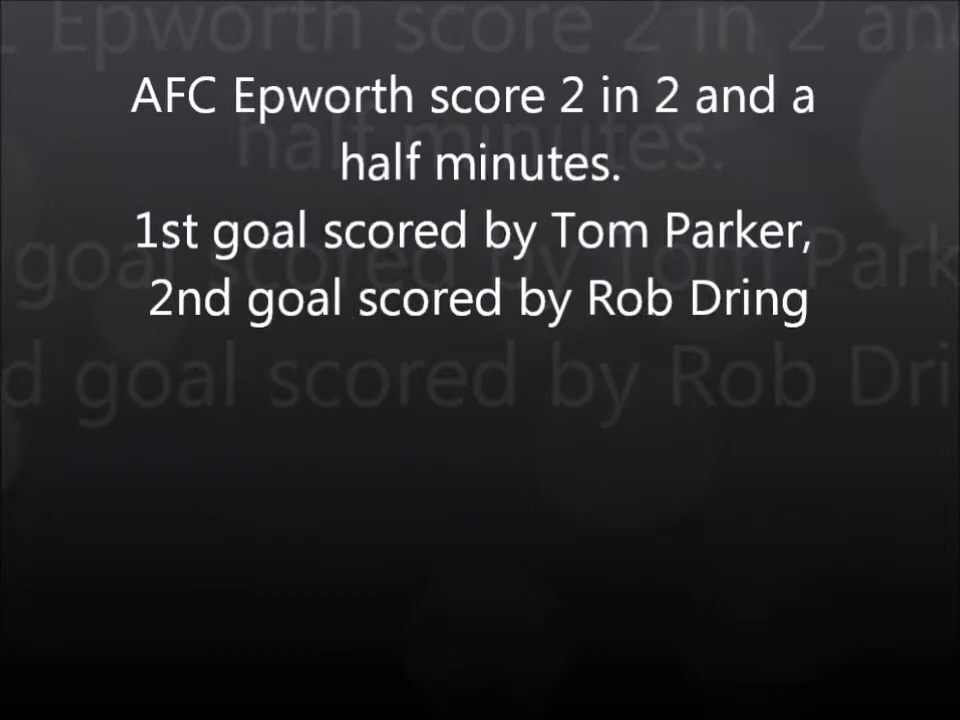 AFC Epworth score 2 in 2 and a
half minutes.
1st goal scored by Tom Parker,
2nd goal scored by Rob Dring